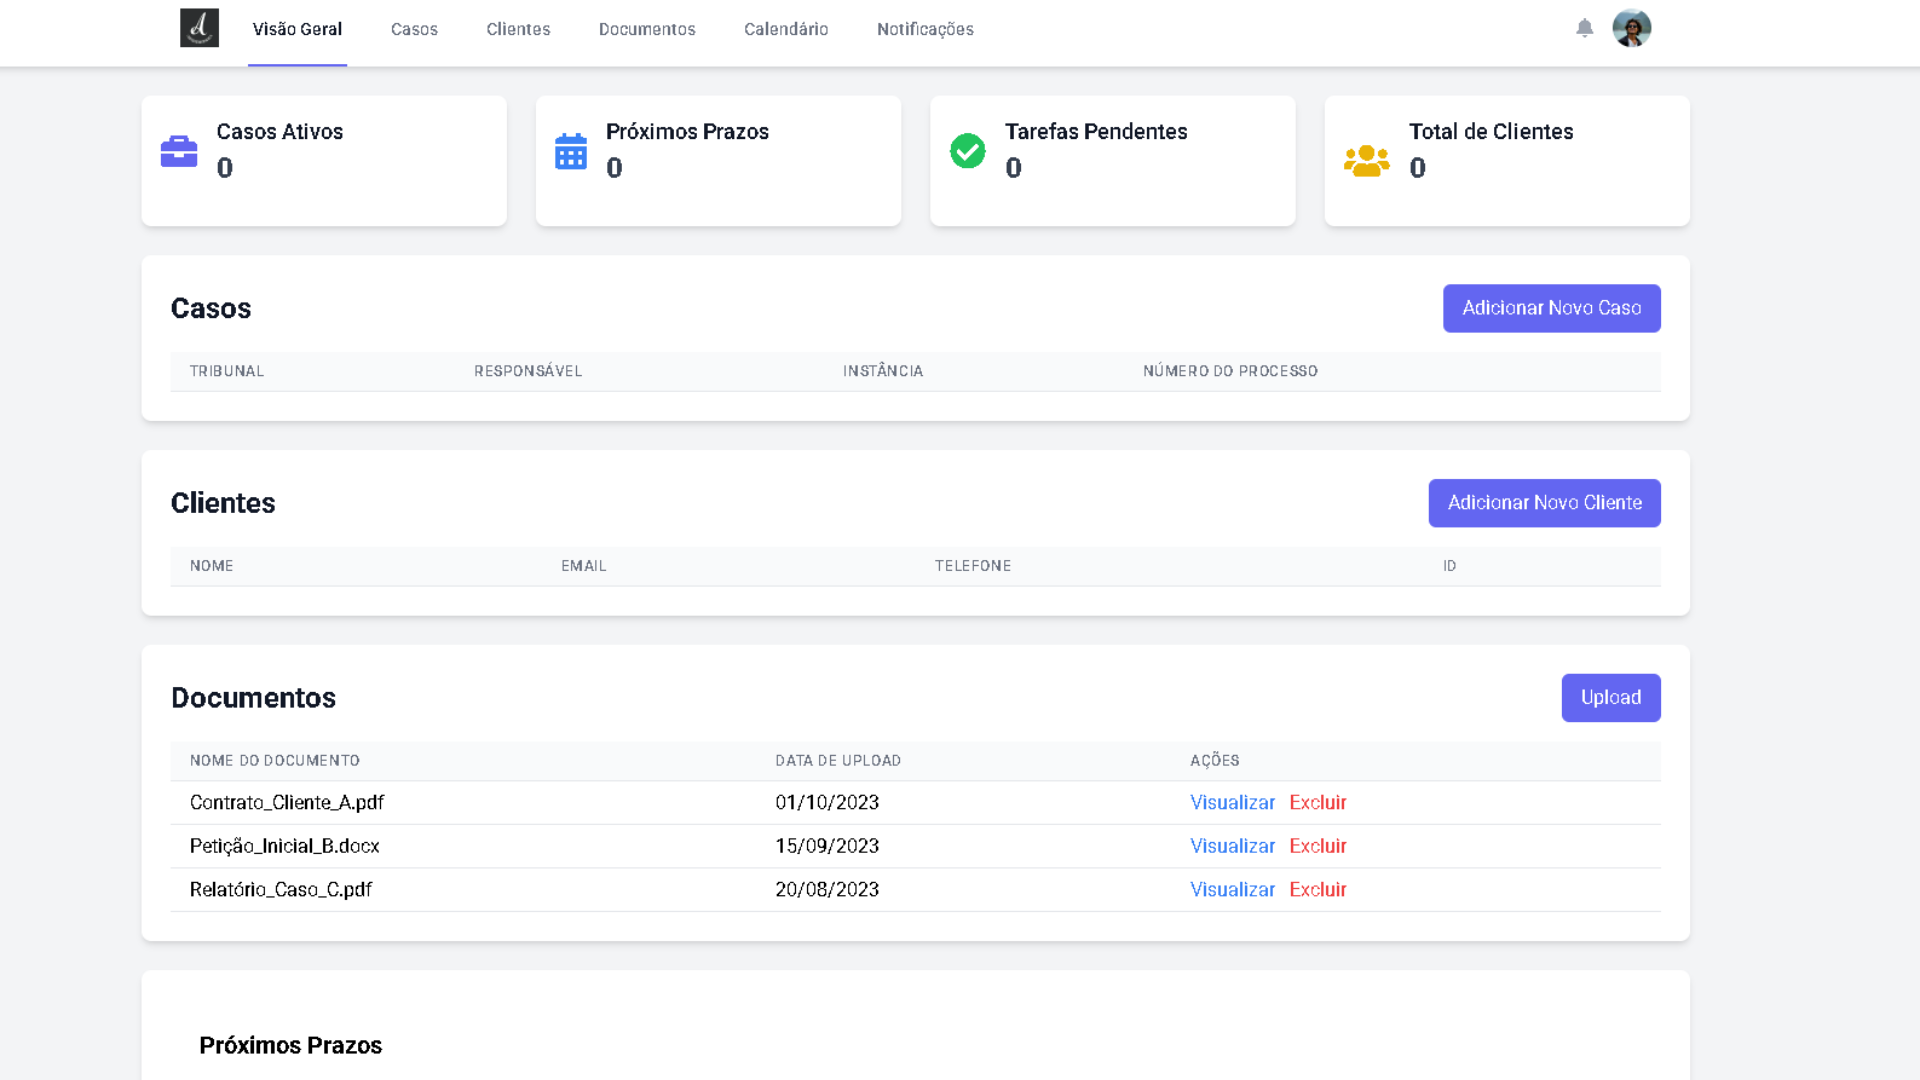 Visão Geral
Casos
Clientes
Documentos
Calendário
Notificações
Casos Ativos
0
Próximos Prazos
0
Tarefas Pendentes
0
Total de Clientes
0
Casos
Adicionar Novo Caso
TRIBUNAL RESPONSÁVEL INSTÂNCIA NÚMERO DO PROCESSO
Clientes
Adicionar Novo Cliente
NOME EMAIL TELEFONE ID
Documentos
Upload
NOME DO DOCUMENTO DATA DE UPLOAD AÇÕES
Contrato_Cliente_A.pdf 01/10/2023 Visualizar Excluir
Petição_Inicial_B.docx 15/09/2023 Visualizar Excluir
Relatório_Caso_C.pdf 20/08/2023 Visualizar Excluir
Próximos Prazos